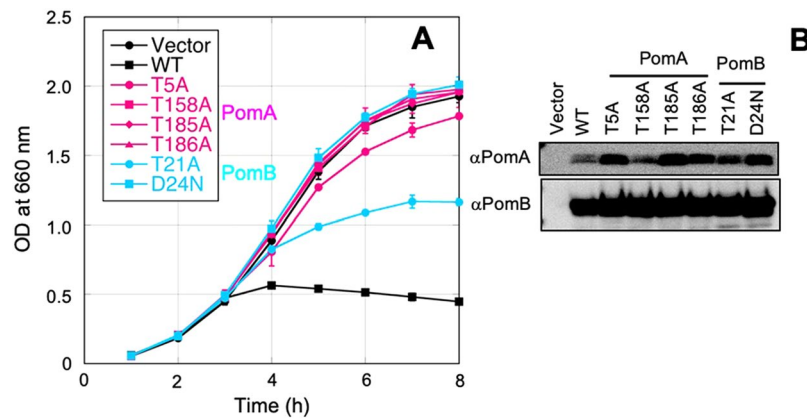 A
2.5
2.0
1.5
1.0
0.5
0
OD at 660 nm
0 2 4 6 8
Time (h)
Vector
WT
T5A
T158A
T185A
T186A
T21A
D24N
PomA
PomB
B
PomA PomB
Vector WT T5A T158A T185A T186A T21A D24N
αPomA
αPomB